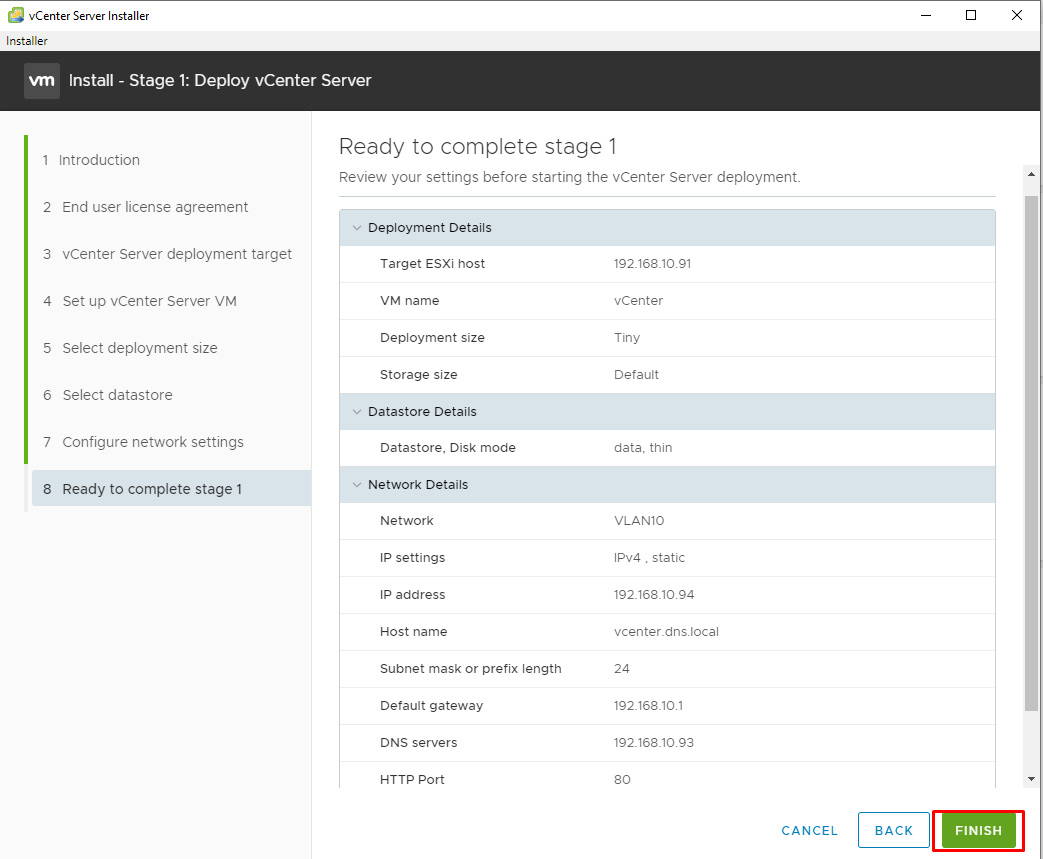 vCenter Server Installer
Installer
vm Install - Stage 1: Deploy vCenter Server
1 Introduction
2 End user license agreement
3 vCenter Server deployment target
4 Set up vCenter Server VM
5 Select deployment size
6 Select datastore
7 Configure network settings
8 Ready to complete stage 1
Ready to complete stage 1
Review your settings before starting the vCenter Server deployment.
Deployment Details
Target ESXi host 192.168.10.91
VM name vCenter
Deployment size Tiny
Storage size Default
Datastore Details
Datastore, Disk mode data, thin
Network Details
Network VLAN10
IP settings IPv4 , static
IP address 192.168.10.94
Host name vcenter.dns.local
Subnet mask or prefix length 24
Default gateway 192.168.10.1
DNS servers 192.168.10.93
HTTP Port 80
CANCEL BACK FINISH